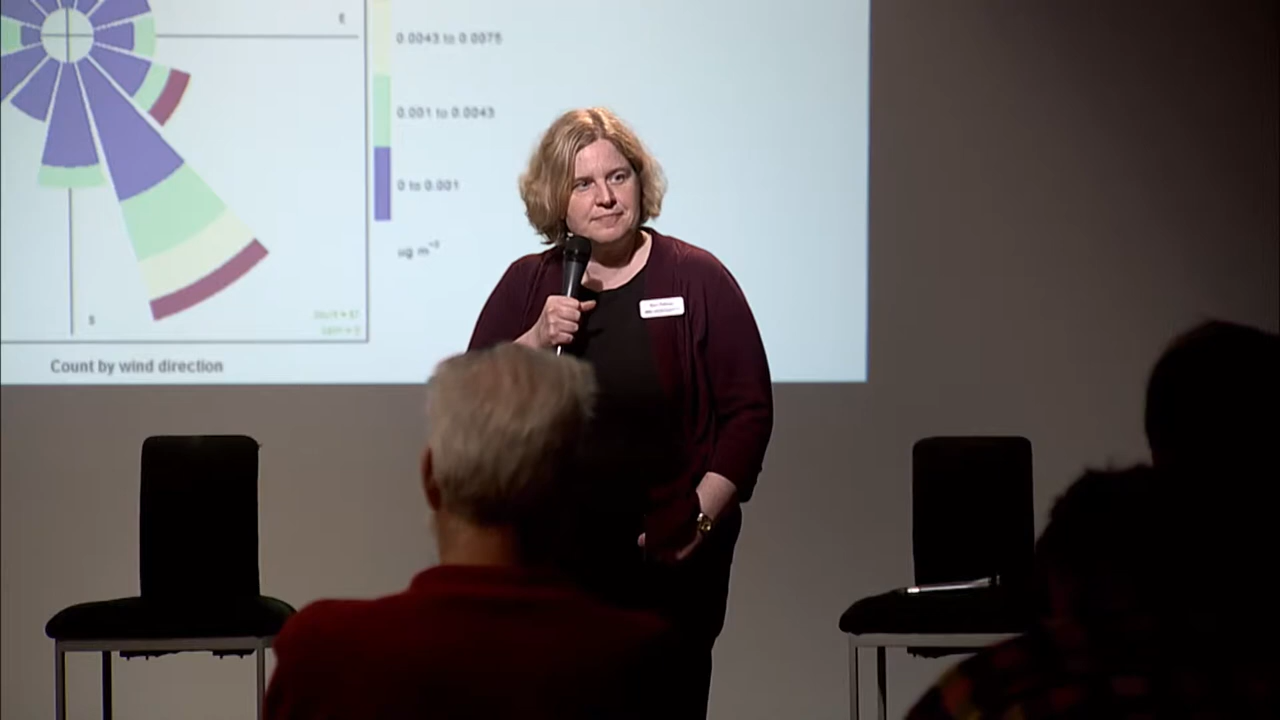 E
0.0043 to 0.0075
0.001 to 0.0043
0 to 0.001
ug m⁻³
S
Count by wind direction